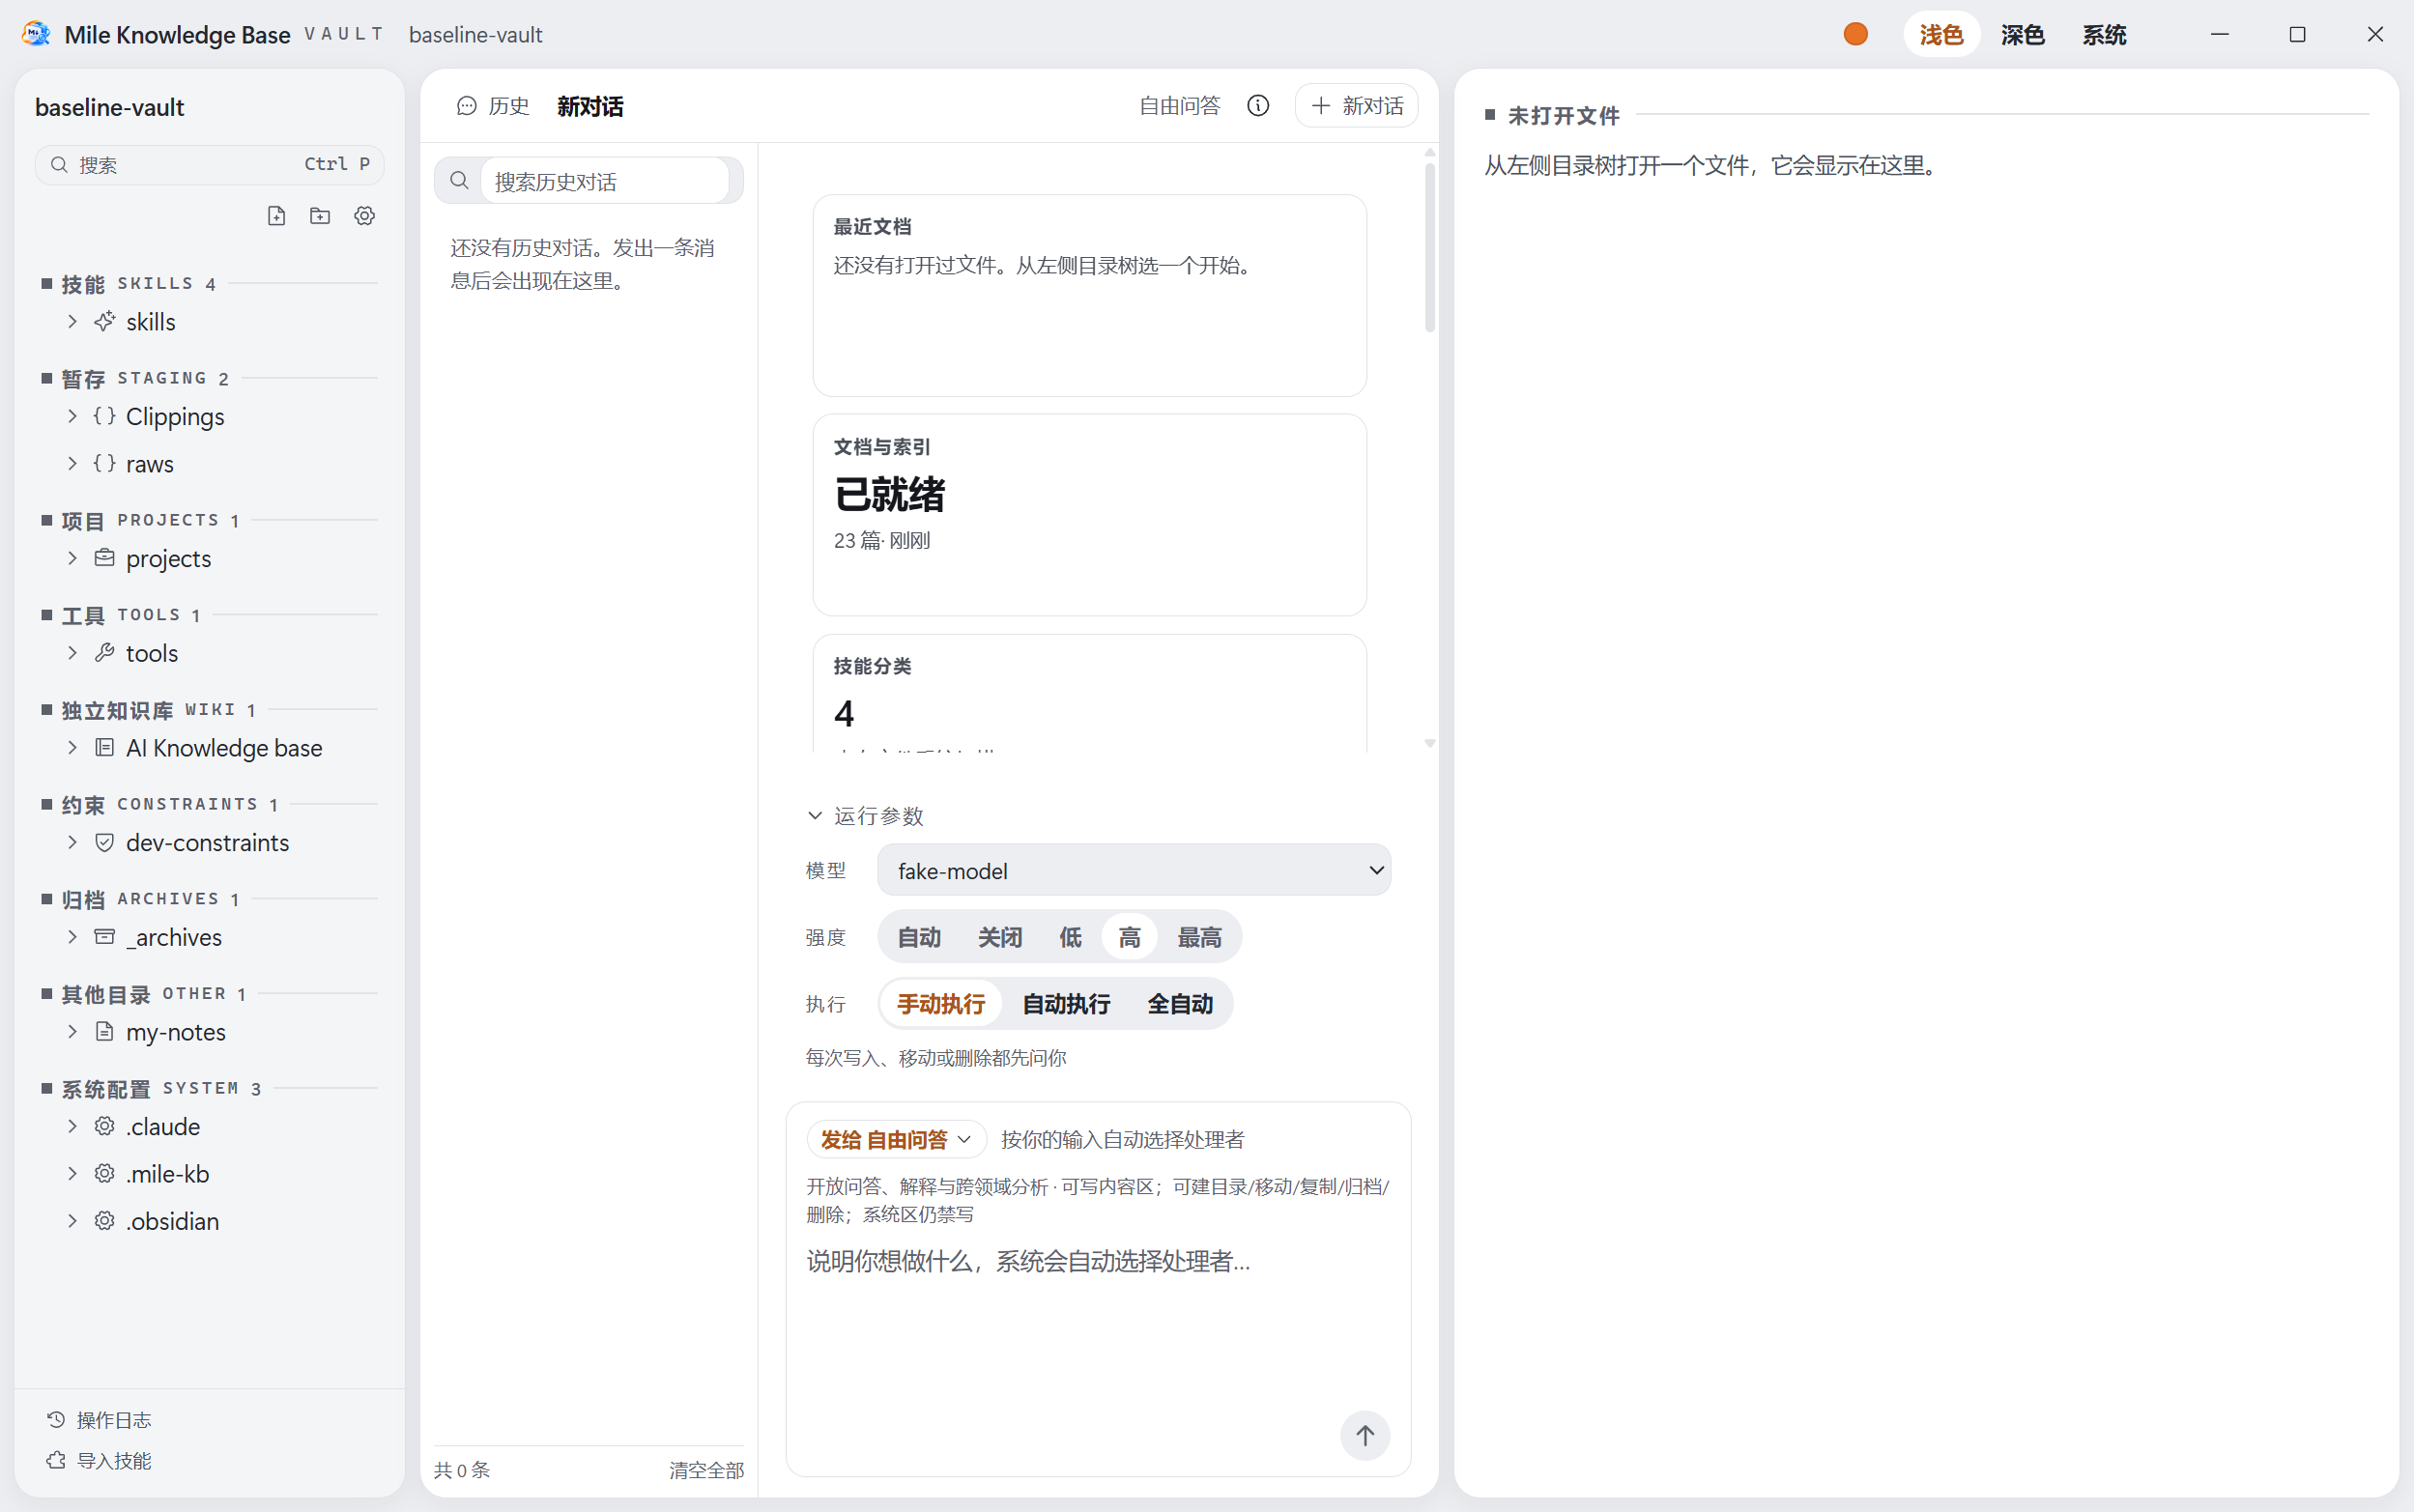 Mile Knowledge Base VAULT baseline-vault
浅色 深色 系统
baseline-vault
搜索 Ctrl P
技能 SKILLS 4
skills
暂存 STAGING 2
Clippings
raws
项目 PROJECTS 1
projects
工具 TOOLS 1
tools
独立知识库 WIKI 1
AI Knowledge base
约束 CONSTRAINTS 1
dev-constraints
归档 ARCHIVES 1
_archives
其他目录 OTHER 1
my-notes
系统配置 SYSTEM 3
.claude
.mile-kb
.obsidian
操作日志
导入技能
历史 新对话
自由问答 新对话
搜索历史对话
还没有历史对话。发出一条消
息后会出现在这里。
共 0 条 清空全部
最近文档
还没有打开过文件。从左侧目录树选一个开始。
文档与索引
已就绪
23 篇· 刚刚
技能分类
4
运行参数
模型 fake-model
强度 自动 关闭 低 高 最高
执行 手动执行 自动执行 全自动
每次写入、移动或删除都先问你
发给 自由问答 按你的输入自动选择处理者
开放问答、解释与跨领域分析 · 可写内容区；可建目录/移动/复制/归档/
删除；系统区仍禁写
说明你想做什么，系统会自动选择处理者...
未打开文件
从左侧目录树打开一个文件，它会显示在这里。